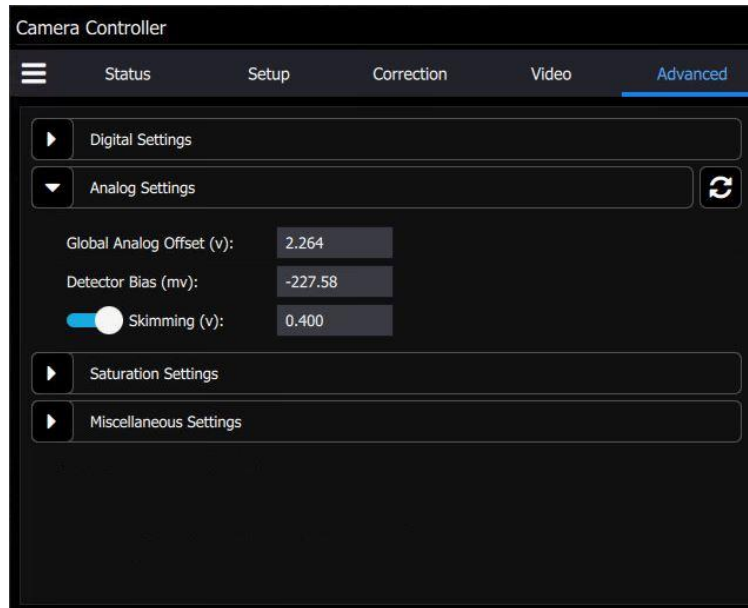 Camera Controller
Status Setup Correction Video Advanced
Digital Settings
Analog Settings
Global Analog Offset (v): 2.264
Detector Bias (mv): -227.58
Skimming (v): 0.400
Saturation Settings
Miscellaneous Settings